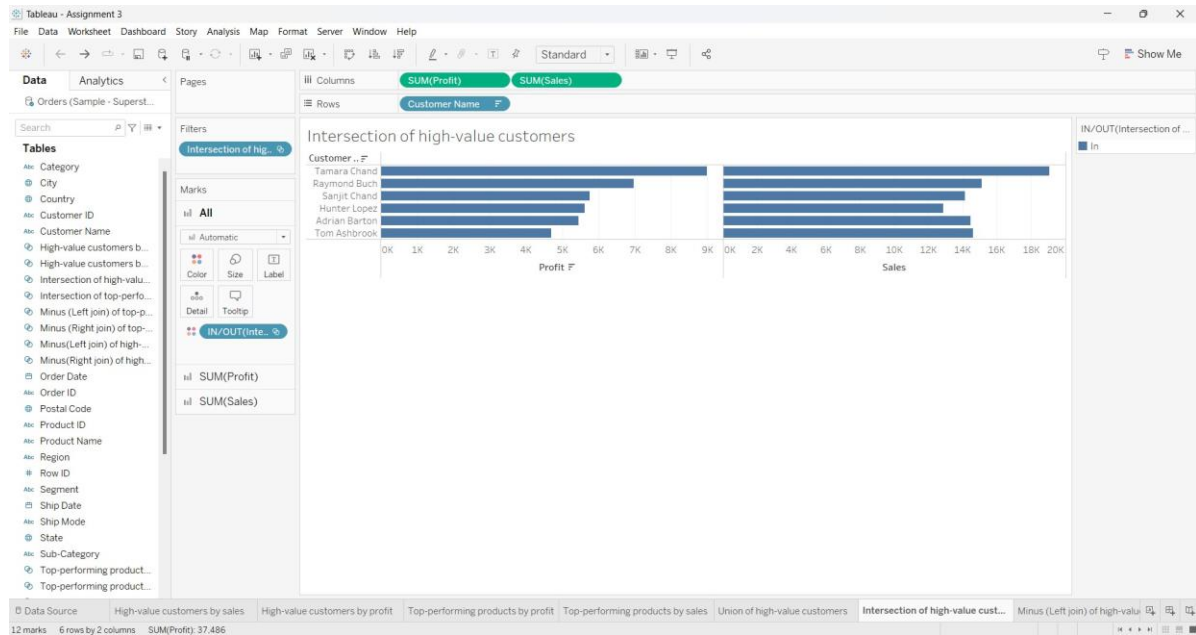 Tableau - Assignment 3
File Data Worksheet Dashboard Story Analysis Map Format Server Window Help
Standard
Show Me
Data Analytics
Orders (Sample - Superst...
Search
Tables
Abc Category
City
Country
Abc Customer ID
Abc Customer Name
High-value customers b...
High-value customers b...
Intersection of high-valu...
Intersection of top-perfo...
Minus (Left join) of top-p...
Minus (Right join) of top-...
Minus(Left join) of high-...
Minus(Right join) of high...
Order Date
Abc Order ID
Postal Code
Abc Product ID
Abc Product Name
Abc Region
# Row ID
Abc Segment
Ship Date
Abc Ship Mode
State
Abc Sub-Category
Top-performing product...
Top-performing product...
Pages
Filters
Intersection of hig..
Marks
All
Automatic
Color Size Label
Detail Tooltip
IN/OUT(Inte..
SUM(Profit)
SUM(Sales)
Columns SUM(Profit) SUM(Sales)
Rows Customer Name
Intersection of high-value customers
Customer ..
Tamara Chand
Raymond Buch
Sanjit Chand
Hunter Lopez
Adrian Barton
Tom Ashbrook
0K 1K 2K 3K 4K 5K 6K 7K 8K 9K 0K 2K 4K 6K 8K 10K 12K 14K 16K 18K 20K
Profit Sales
IN/OUT(Intersection of ...
In
Data Source High-value customers by sales High-value customers by profit Top-performing products by profit Top-performing products by sales Union of high-value customers Intersection of high-value cust... Minus (Left join) of high-valu
12 marks 6 rows by 2 columns SUM(Profit): 37,486